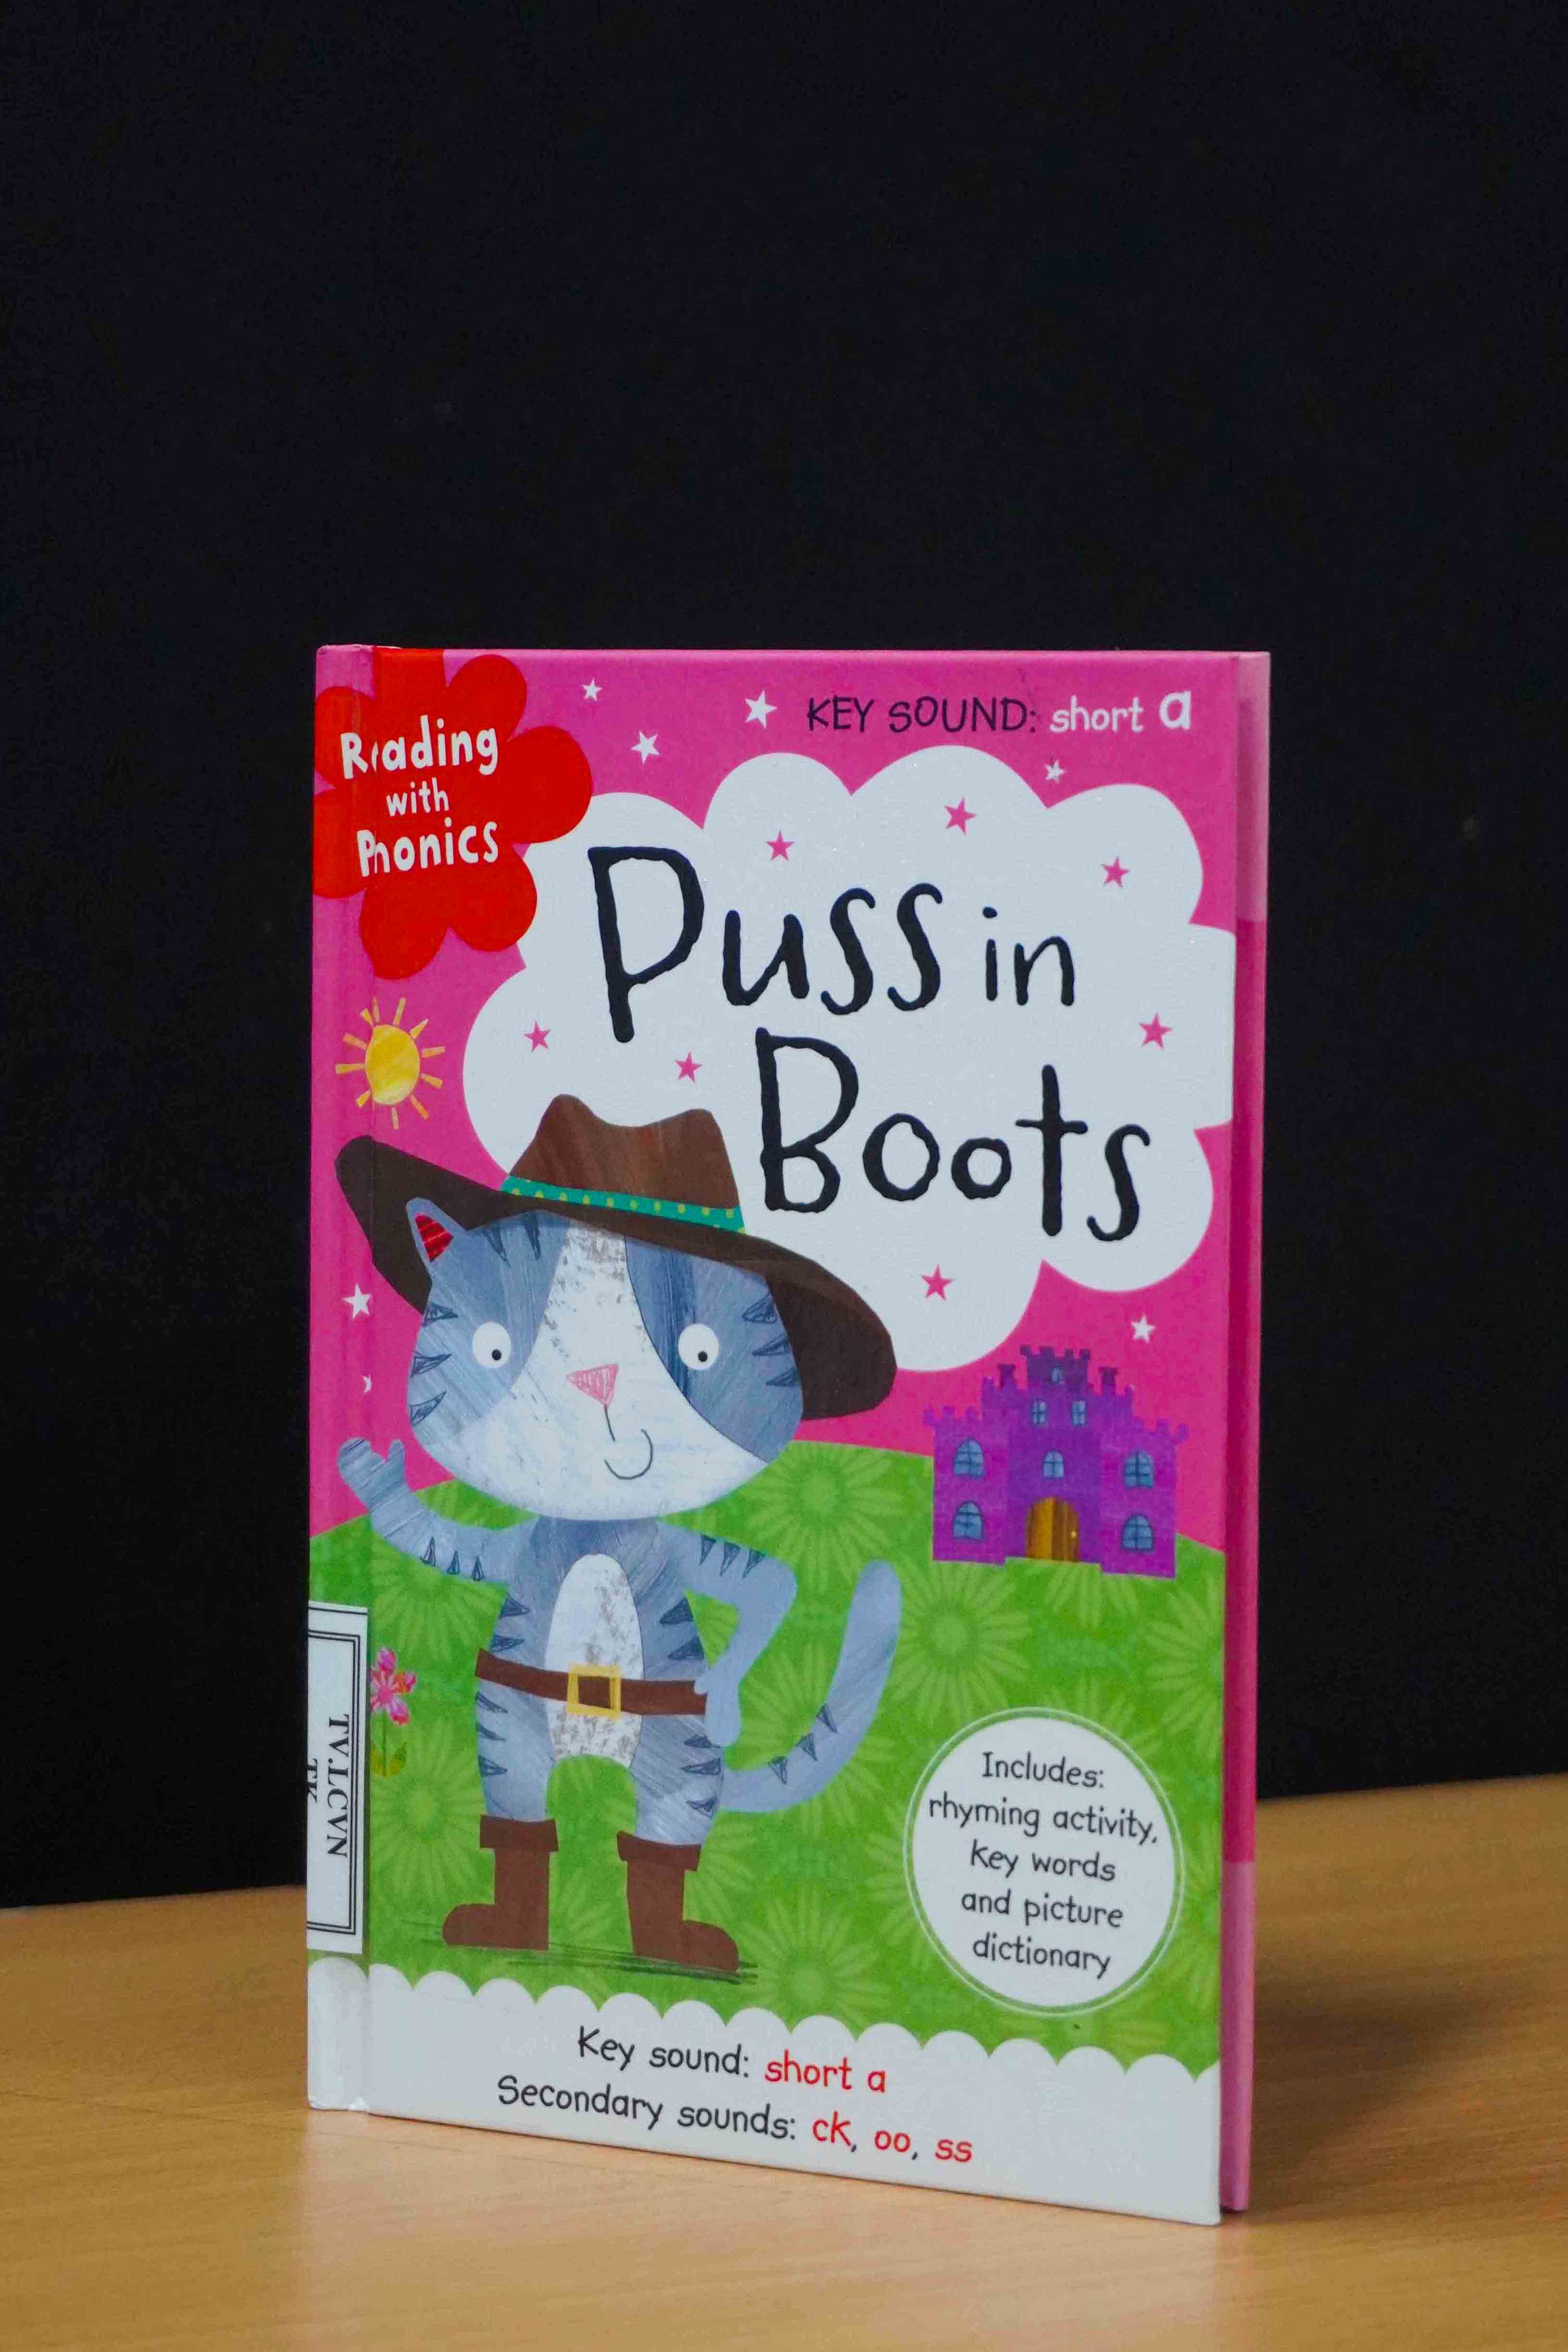 Reading
with
Phonics
KEY SOUND: short a
Puss in
Boots
TV.LCVN
Includes:
rhyming activity,
key words
and picture
dictionary
Key sound: short a
Secondary sounds: ck, oo, ss